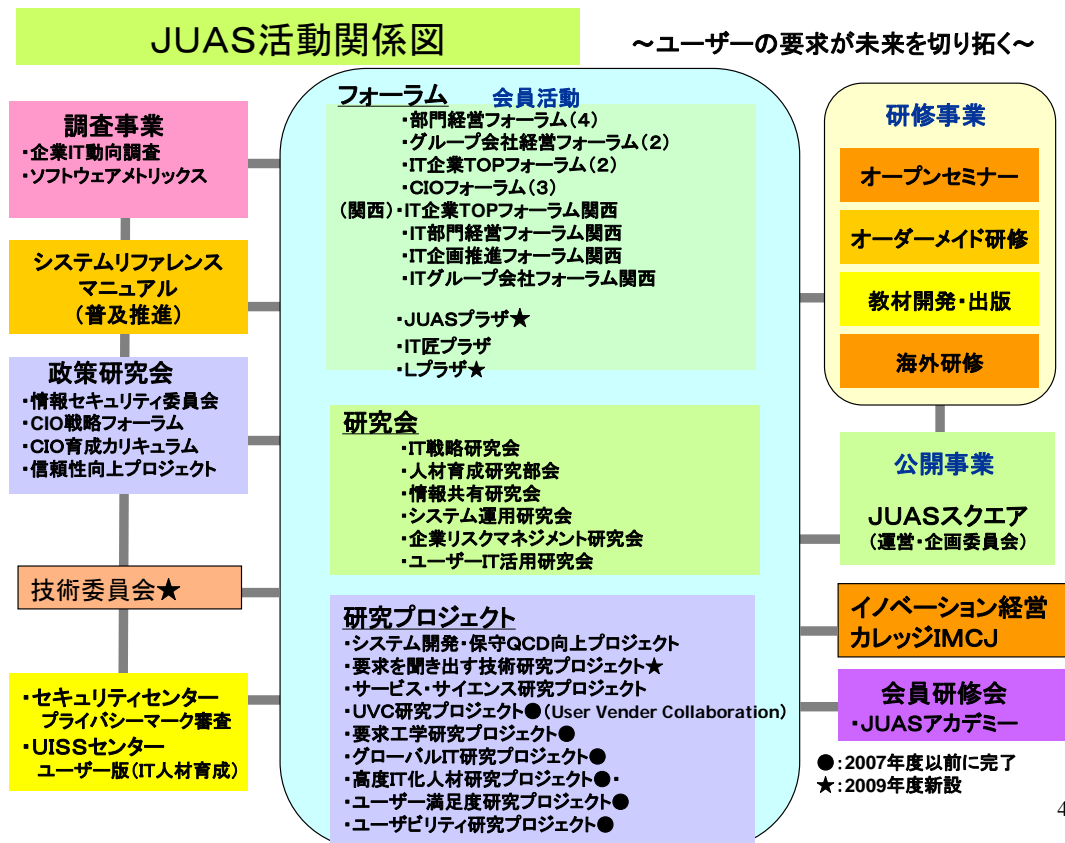 JUAS活動関係図
～ユーザーの要求が未来を切り拓く～
調査事業
・企業IT動向調査
・ソフトウェアメトリックス
システムリファレンス
マニュアル
（普及推進）
政策研究会
・情報セキュリティ委員会
・CIO戦略フォーラム
・CIO育成カリキュラム
・信頼性向上プロジェクト
技術委員会★
・セキュリティセンター
プライバシーマーク審査
・UISSセンター
ユーザー版（IT人材育成）
フォーラム 会員活動
・部門経営フォーラム（4）
・グループ会社経営フォーラム（2）
・IT企業TOPフォーラム（2）
・CIOフォーラム（3）
（関西）・IT企業TOPフォーラム関西
・IT部門経営フォーラム関西
・IT企画推進フォーラム関西
・ITグループ会社フォーラム関西
・JUASプラザ★
・IT匠プラザ
・Lプラザ★
研究会
・IT戦略研究会
・人材育成研究部会
・情報共有研究会
・システム運用研究会
・企業リスクマネジメント研究会
・ユーザーIT活用研究会
研究プロジェクト
・システム開発・保守QCD向上プロジェクト
・要求を聞き出す技術研究プロジェクト★
・サービス・サイエンス研究プロジェクト
・UVC研究プロジェクト●（User Vender Collaboration）
・要求工学研究プロジェクト●
・グローバルIT研究プロジェクト●
・高度IT化人材研究プロジェクト●・
・ユーザー満足度研究プロジェクト●
・ユーザビリティ研究プロジェクト●
研修事業
オープンセミナー
オーダーメイド研修
教材開発・出版
海外研修
公開事業
JUASスクエア
（運営・企画委員会）
イノベーション経営
カレッジIMCJ
会員研修会
・JUASアカデミー
●：2007年度以前に完了
★：2009年度新設
4